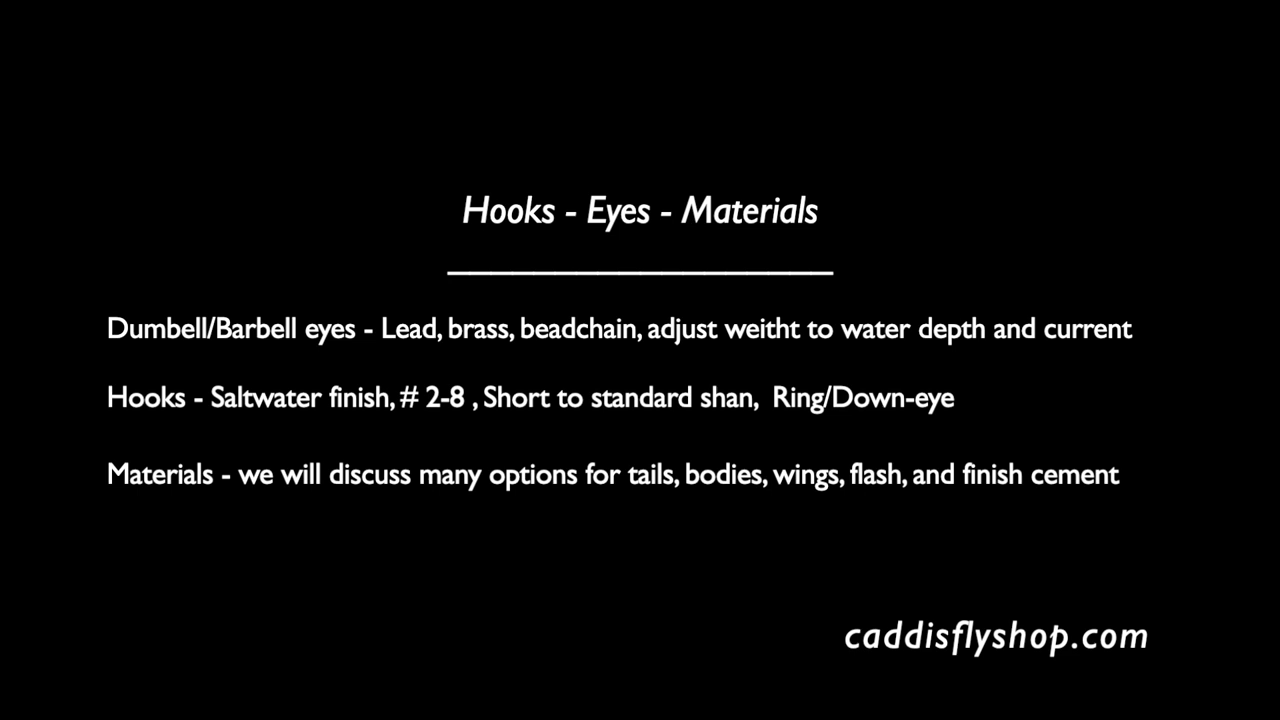 Hooks - Eyes - Materials
Dumbell/Barbell eyes - Lead, brass, beadchain, adjust weitht to water depth and current
Hooks - Saltwater finish, # 2-8 , Short to standard shan, Ring/Down-eye
Materials - we will discuss many options for tails, bodies, wings, flash, and finish cement
caddisflyshop.com